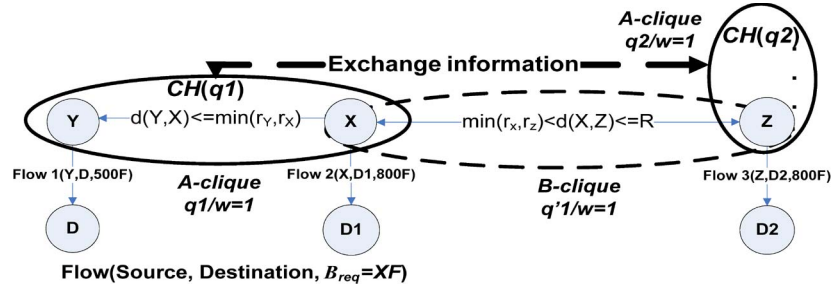 A-clique
q2/w=1
CH(q2)
Exchange information
CH(q1)
Y
d(Y,X)<=min(rY,rX)
X
min(rx,rz)<d(X,Z)<=R
Z
Flow 1(Y,D,500F)
A-clique
q1/w=1
Flow 2(X,D1,800F)
B-clique
q'1/w=1
Flow 3(Z,D2,800F)
D
D1
D2
Flow(Source, Destination, Breq=XF)